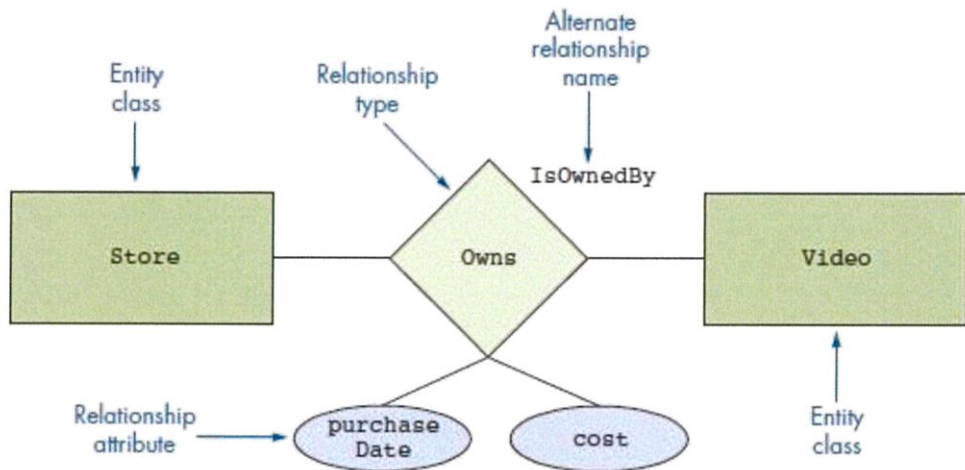 Alternate
relationship
name
Entity
class
Relationship
type
IsOwnedBy
Store
Owns
Video
Relationship
attribute
purchase
Date
cost
Entity
class